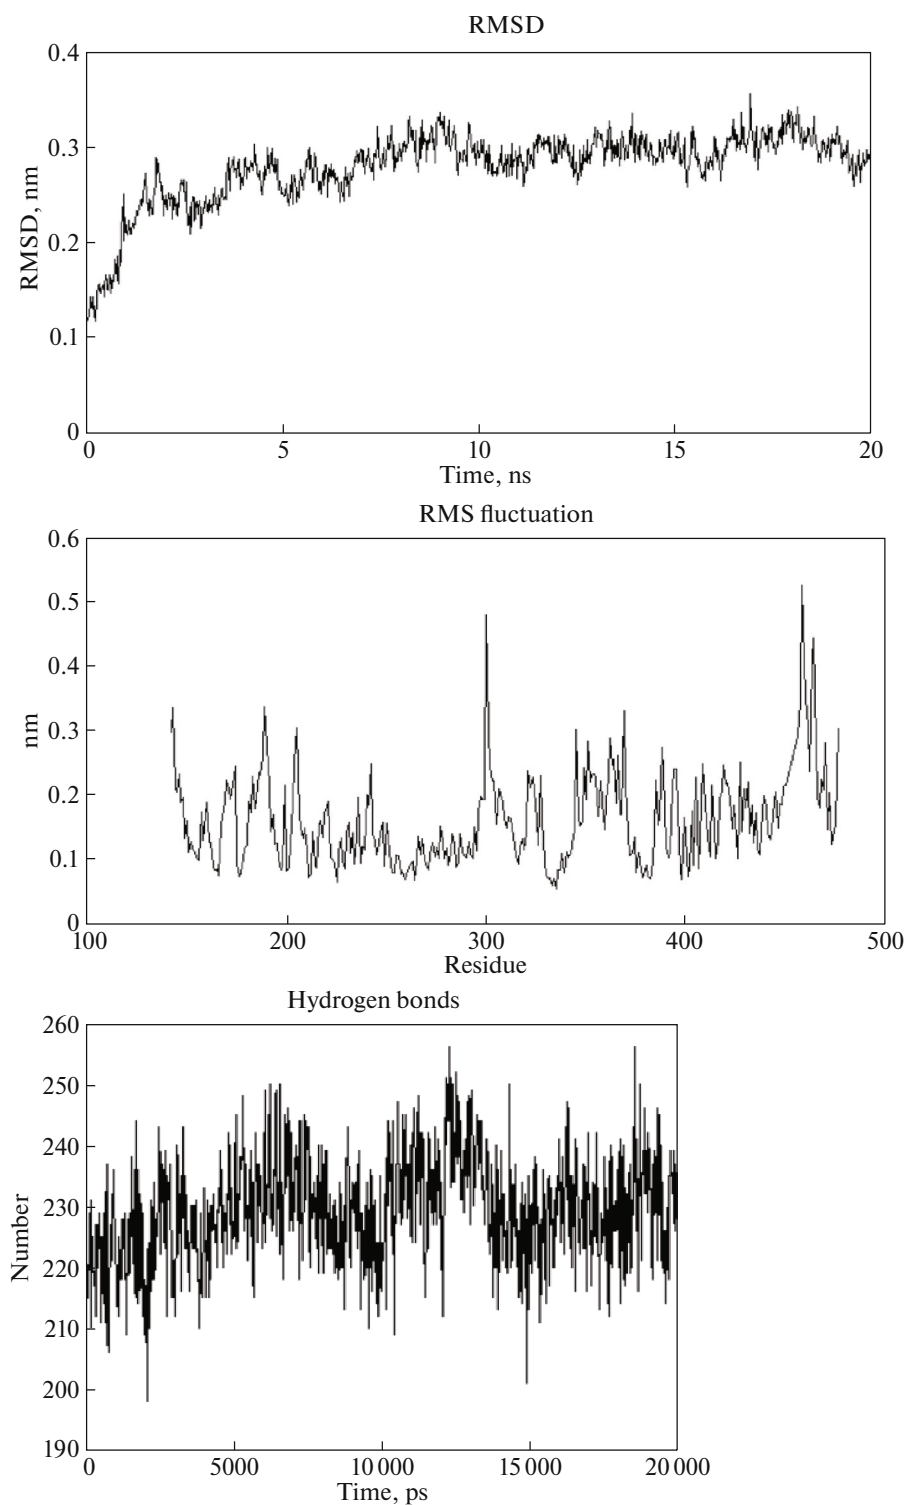 RMSD
0.4
0.3
0.2
0.1
0
RMSD, nm
0 5 10 15 20
Time, ns
RMS fluctuation
0.6
0.5
0.4
0.3
0.2
0.1
0
nm
100 200 300 400 500
Residue
Hydrogen bonds
260
250
240
230
220
210
200
190
Number
0 5000 10 000 15 000 20 000
Time, ps